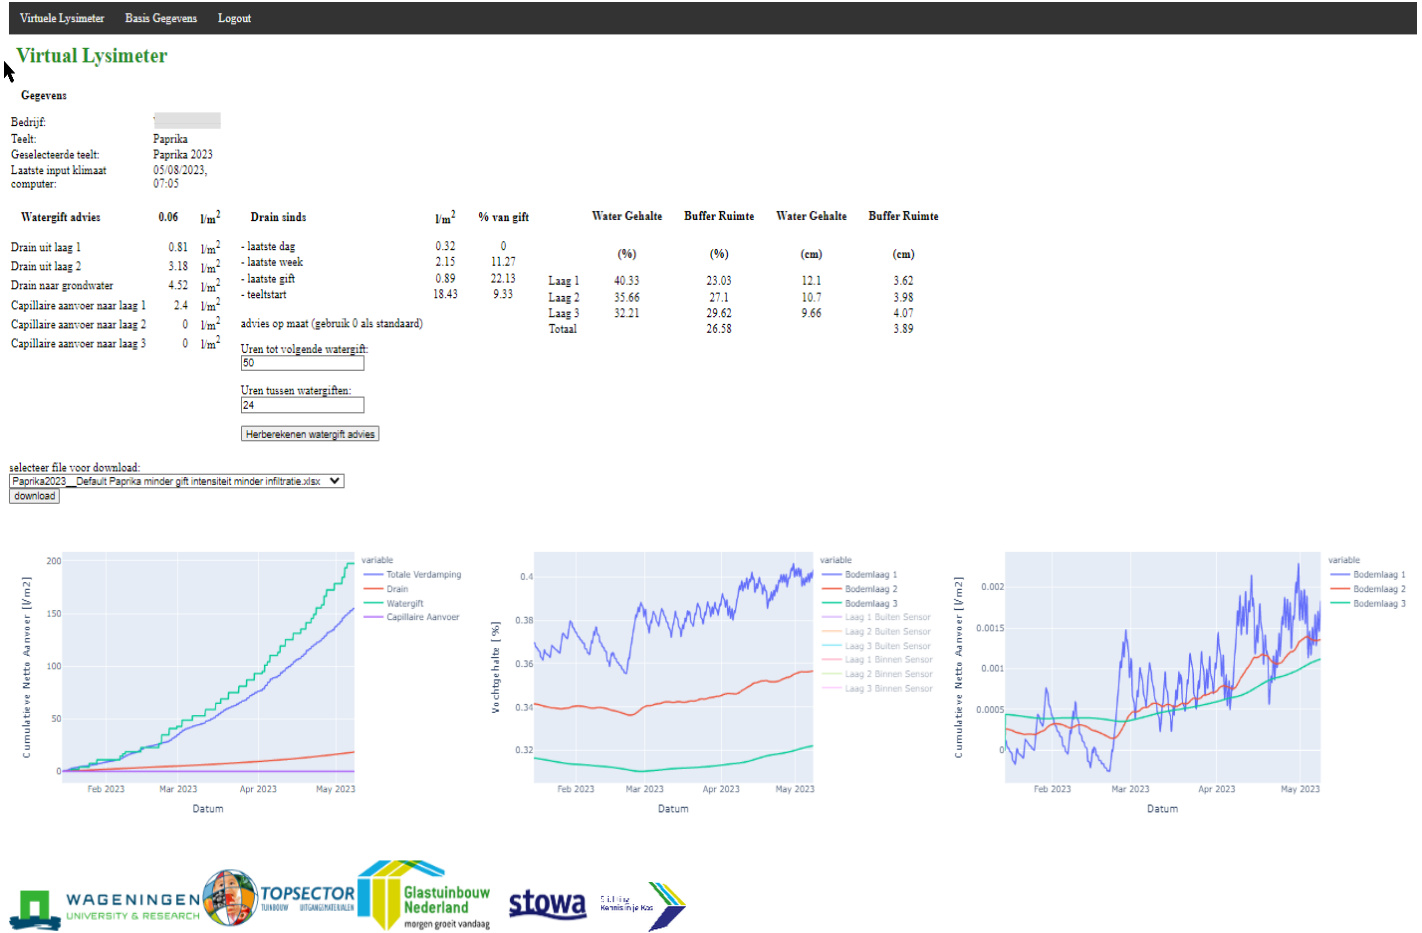 Virtuele Lysimeter Basis Gegevens Logout
Virtual Lysimeter
Gegevens
Bedrijf:
Teelt: Paprika
Geselecteerde teelt: Paprika 2023
Laatste input klimaat computer: 05/08/2023, 07:05
Watergift advies 0.06 l/m2
Drain uit laag 1 0.81 l/m2
Drain uit laag 2 3.18 l/m2
Drain naar grondwater 4.52 l/m2
Capillaire aanvoer naar laag 1 2.4 l/m2
Capillaire aanvoer naar laag 2 0 l/m2
Capillaire aanvoer naar laag 3 0 l/m2
Drain sinds l/m2 % van gift
- laatste dag 0.32 0
- laatste week 2.15 11.27
- laatste gift 0.89 22.13
- teeltstart 18.43 9.33
advies op maat (gebruik 0 als standaard)
Uren tot volgende watergift:
50
Uren tussen watergiften:
24
Herberekenen watergift advies
Water Gehalte Buffer Ruimte Water Gehalte Buffer Ruimte
(%) (%) (cm) (cm)
Laag 1 40.33 23.03 12.1 3.62
Laag 2 35.66 27.1 10.7 3.98
Laag 3 32.21 29.62 9.66 4.07
Totaal 26.58 3.89
selecteer file voor download:
Paprika2023__Default Paprika minder gift intensiteit minder infiltratie.xlsx
download
Cumulatieve Netto Aanvoer [l/m2]
200
150
100
50
0
Feb 2023 Mar 2023 Apr 2023 May 2023
Datum
variable
Totale Verdamping
Drain
Watergift
Capillaire Aanvoer
Vochtgehalte [%]
0.4
0.38
0.36
0.34
0.32
Feb 2023 Mar 2023 Apr 2023 May 2023
Datum
variable
Bodemlaag 1
Bodemlaag 2
Bodemlaag 3
Laag 1 Buiten Sensor
Laag 2 Buiten Sensor
Laag 3 Buiten Sensor
Laag 1 Binnen Sensor
Laag 2 Binnen Sensor
Laag 3 Binnen Sensor
Cumulatieve Netto Aanvoer [l/m2]
0.002
0.0015
0.001
0.0005
0
Feb 2023 Mar 2023 Apr 2023 May 2023
Datum
variable
Bodemlaag 1
Bodemlaag 2
Bodemlaag 3
WAGENINGEN
UNIVERSITY & RESEARCH
TOPSECTOR
TUINBOUW UITGANGSMATERIALEN
Glastuinbouw
Nederland
morgen groeit vandaag
stowa
Stichting
Kennis in je Kas